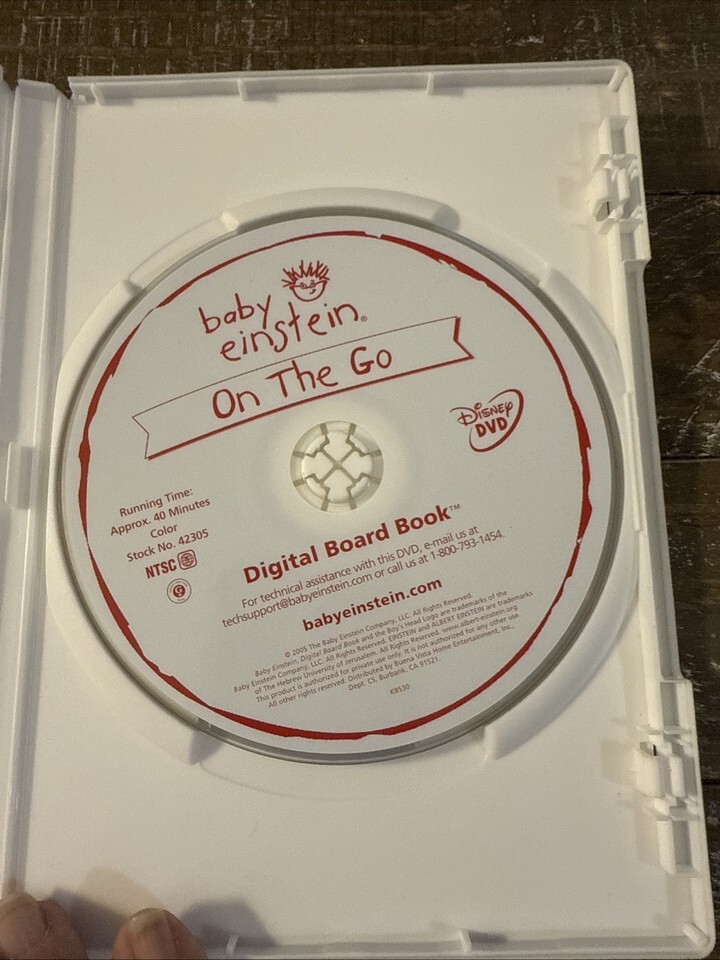 baby
einstein®
On The Go
DISNEY
DVD
Running Time:
Approx. 40 Minutes
Color
Stock No. 42305
NTSC
Digital Board Book™
For technical assistance with this DVD, e-mail us at
techsupport@babyeinstein.com or call us at 1-800-793-1454.
babyeinstein.com
© 2005 The Baby Einstein Company, LLC. All Rights Reserved.
Baby Einstein, Digital Board Book and the Boy's Head Logo are trademarks of the
Baby Einstein Company, LLC. All Rights Reserved. EINSTEIN and ALBERT EINSTEIN are trademarks
of The Hebrew University of Jerusalem. All Rights Reserved. www.albert-einstein.org
This product is authorized for private use only. It is not authorized for any other use.
All other rights reserved. Distributed by Buena Vista Home Entertainment, Inc.,
Dept. CS, Burbank, CA 91521.
K8530